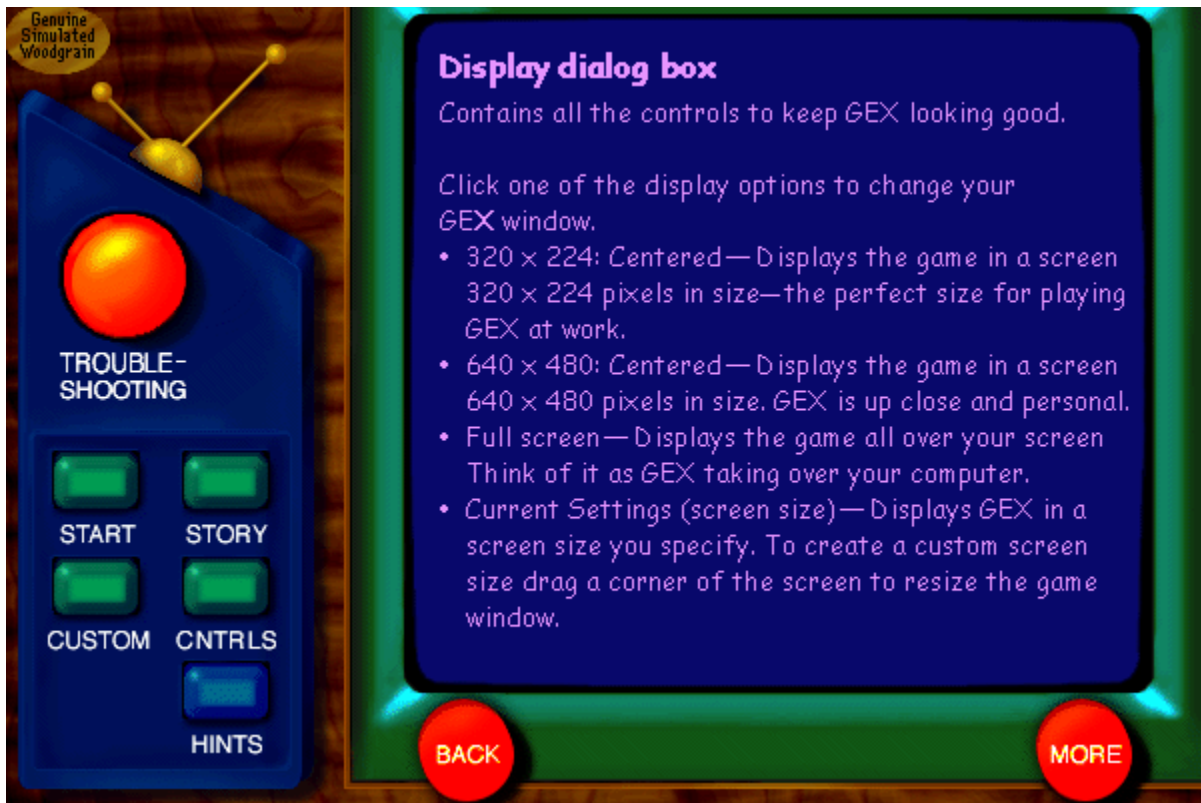 Genuine
Simulated
Woodgrain
TROUBLE-
SHOOTING
START STORY
CUSTOM CNTRLS
HINTS
Display dialog box
Contains all the controls to keep GEX looking good.
Click one of the display options to change your
GEX window.
• 320 x 224: Centered—Displays the game in a screen
320 x 224 pixels in size—the perfect size for playing
GEX at work.
• 640 x 480: Centered—Displays the game in a screen
640 x 480 pixels in size. GEX is up close and personal.
• Full screen—Displays the game all over your screen
Think of it as GEX taking over your computer.
• Current Settings (screen size)—Displays GEX in a
screen size you specify. To create a custom screen
size drag a corner of the screen to resize the game
window.
BACK MORE